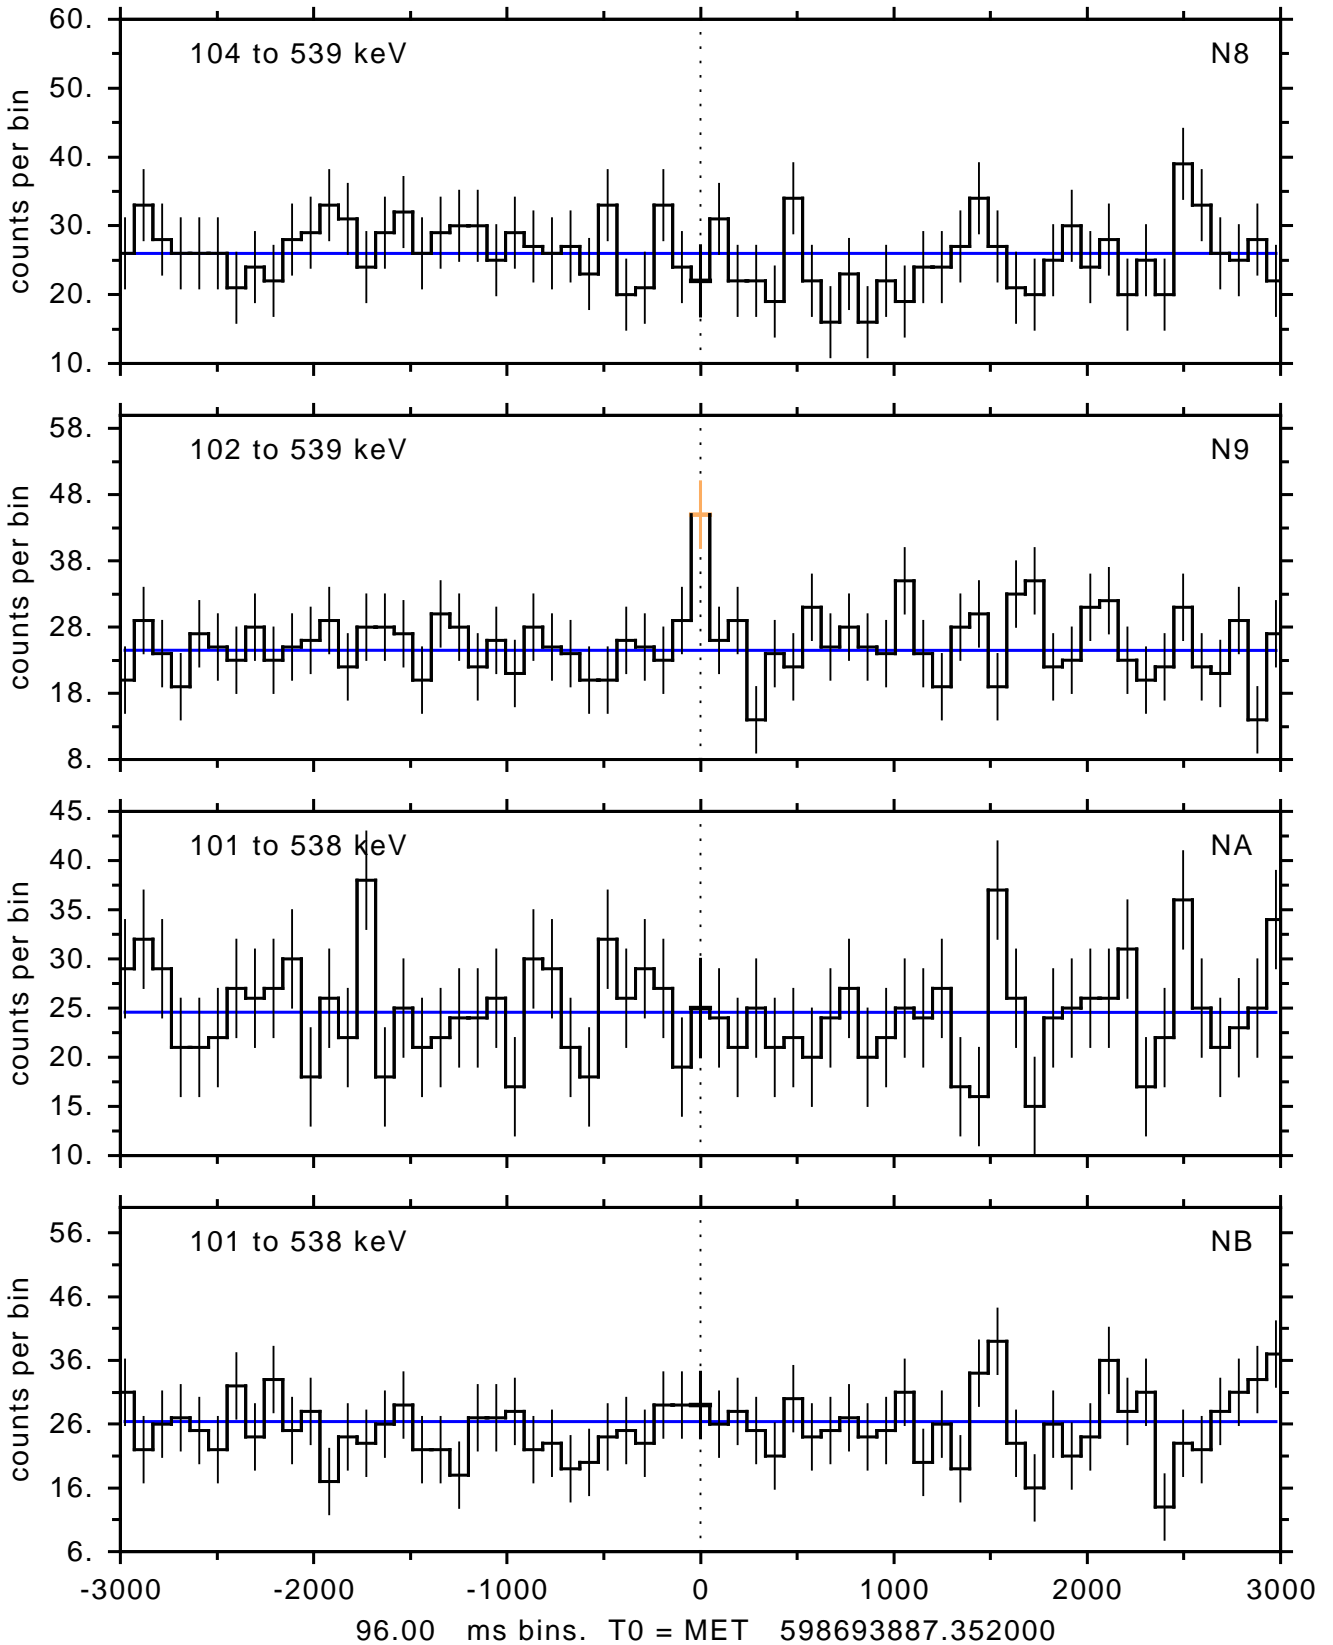 60.
104 to 539 keV N8
50.
40.
30.
20.
10.
counts per bin
58.
102 to 539 keV N9
48.
38.
28.
18.
8.
counts per bin
45.
101 to 538 keV NA
40.
35.
30.
25.
20.
15.
10.
counts per bin
56.
101 to 538 keV NB
46.
36.
26.
16.
6.
counts per bin
-3000 -2000 -1000 0 1000 2000 3000
96.00 ms bins. T0 = MET 598693887.352000